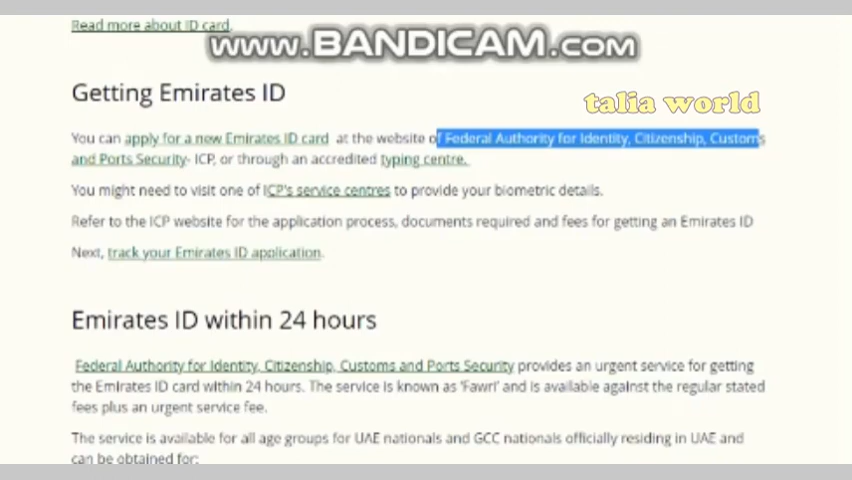 Read more about ID card.
www.BANDICAM.com
Getting Emirates ID
talia world
You can apply for a new Emirates ID card at the website of Federal Authority for Identity, Citizenship, Customs
and Ports Security- ICP, or through an accredited typing centre.
You might need to visit one of ICP's service centres to provide your biometric details.
Refer to the ICP website for the application process, documents required and fees for getting an Emirates ID
Next, track your Emirates ID application.
Emirates ID within 24 hours
Federal Authority for Identity, Citizenship, Customs and Ports Security provides an urgent service for getting
the Emirates ID card within 24 hours. The service is known as 'Fawri' and is available against the regular stated
fees plus an urgent service fee.
The service is available for all age groups for UAE nationals and GCC nationals officially residing in UAE and
can be obtained for: